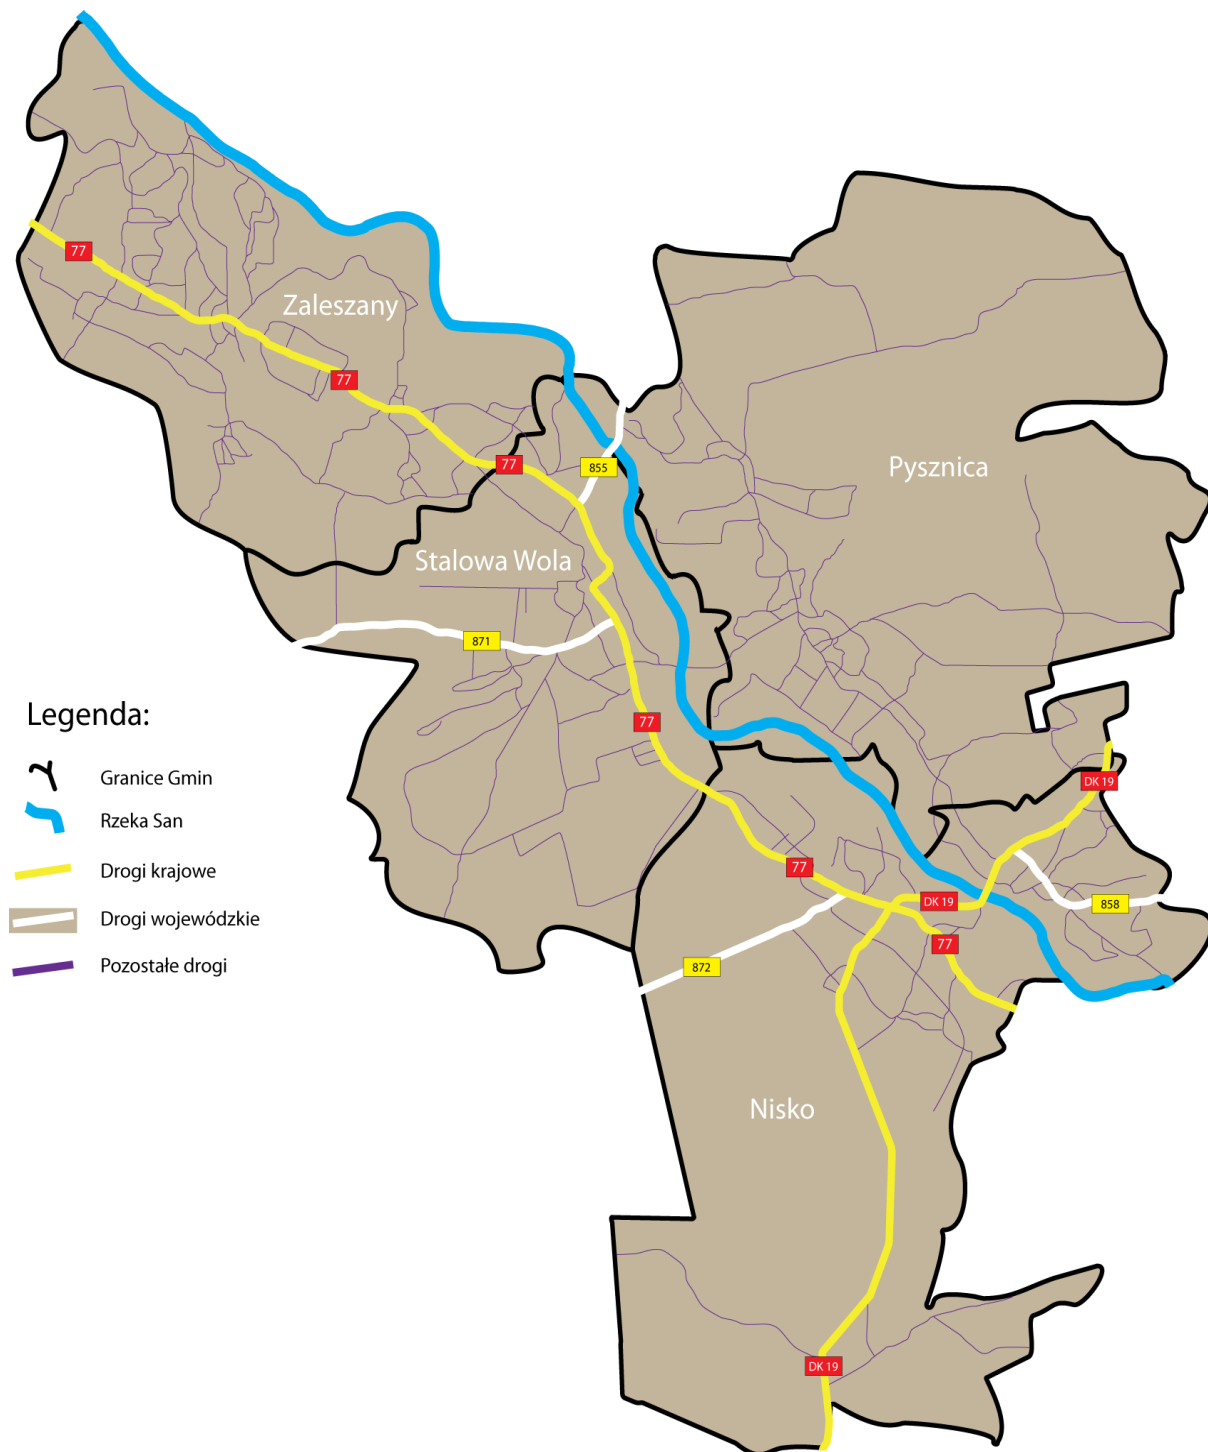 77
Zaleszany
77
77
855
Pysznica
Stalowa Wola
871
77
DK 19
77
DK 19
858
77
872
Nisko
DK 19
Legenda:
Granice Gmin
Rzeka San
Drogi krajowe
Drogi wojewódzkie
Pozostałe drogi